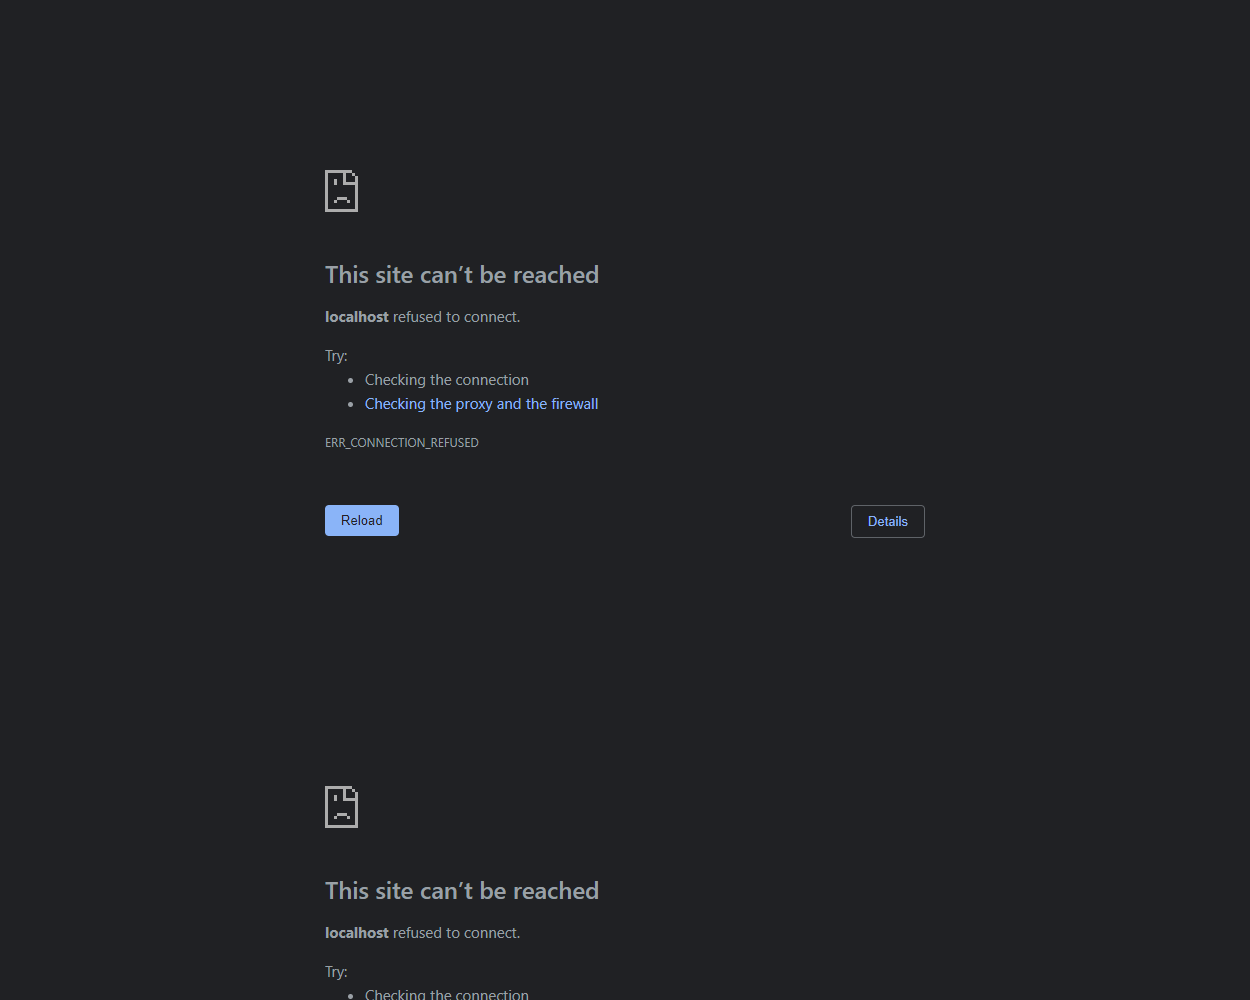 This site can’t be reached
localhost refused to connect.
Try:
• Checking the connection
• Checking the proxy and the firewall
ERR_CONNECTION_REFUSED
Reload
Details
This site can’t be reached
localhost refused to connect.
Try:
• Checking the connection